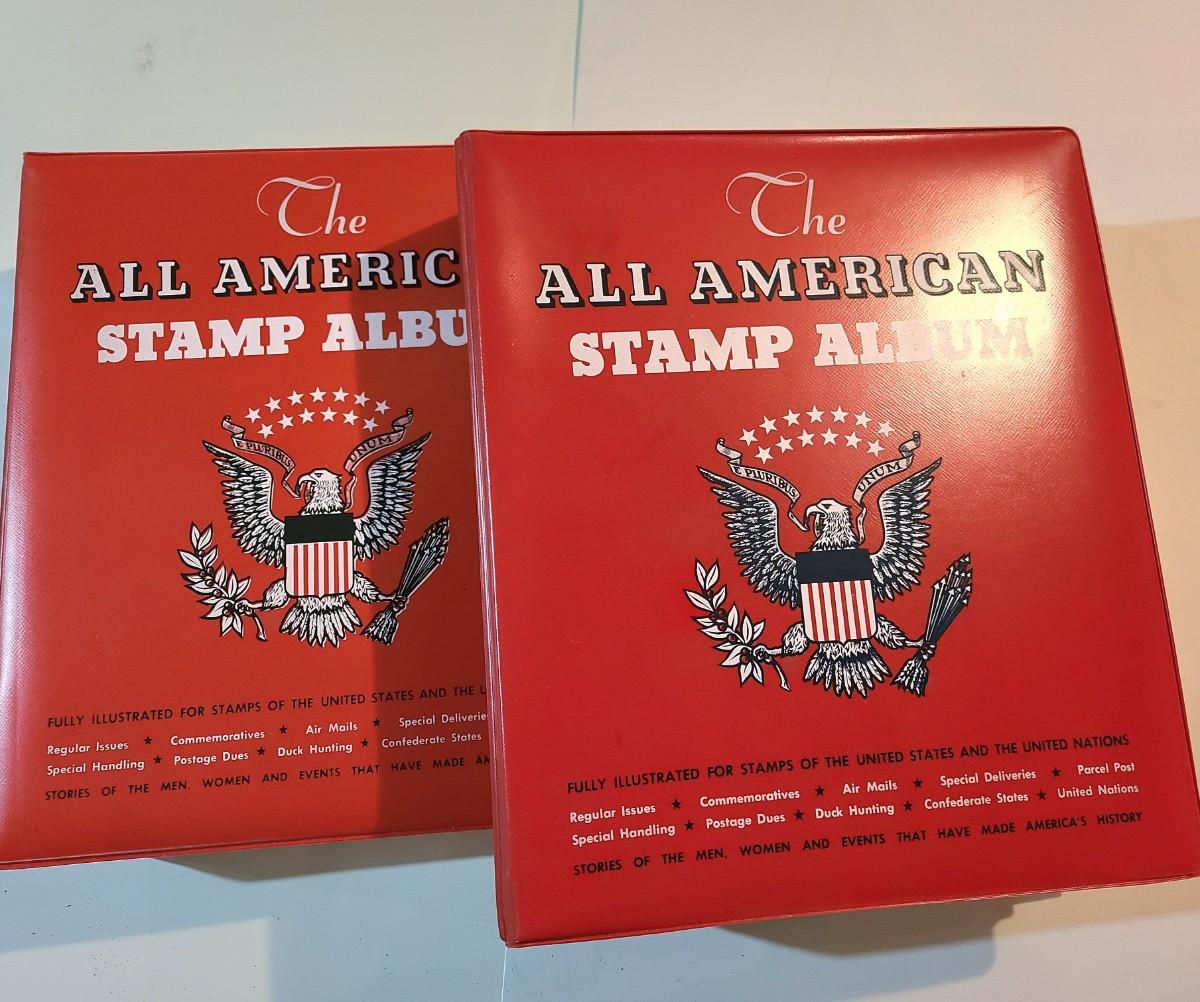 The
ALL AMERIC
STAMP ALBU
E PLURIBUS UNUM
FULLY ILLUSTRATED FOR STAMPS OF THE UNITED STATES AND THE U
Regular Issues ★ Commemoratives ★ Air Mails ★ Special Deliveries
Special Handling ★ Postage Dues ★ Duck Hunting ★ Confederate States
STORIES OF THE MEN. WOMEN AND EVENTS THAT HAVE MADE AM
The
ALL AMERICAN
STAMP ALBUM
E PLURIBUS UNUM
FULLY ILLUSTRATED FOR STAMPS OF THE UNITED STATES AND THE UNITED NATIONS
Regular Issues ★ Commemoratives ★ Air Mails ★ Special Deliveries ★ Parcel Post
Special Handling ★ Postage Dues ★ Duck Hunting ★ Confederate States ★ United Nations
STORIES OF THE MEN, WOMEN AND EVENTS THAT HAVE MADE AMERICA'S HISTORY